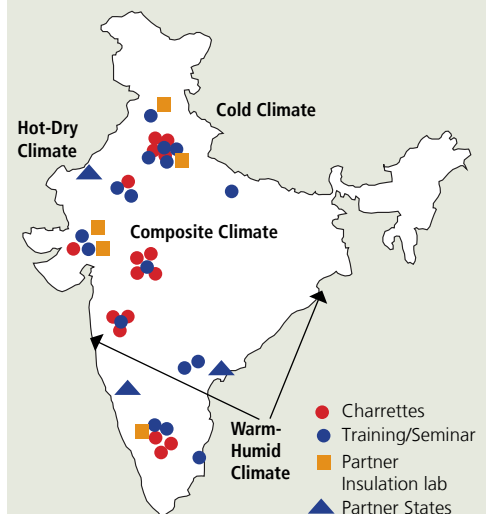 Cold Climate
Hot-Dry
Climate
Composite Climate
Warm-
Humid
Climate
Charrettes
Training/Seminar
Partner
Insulation lab
Partner States